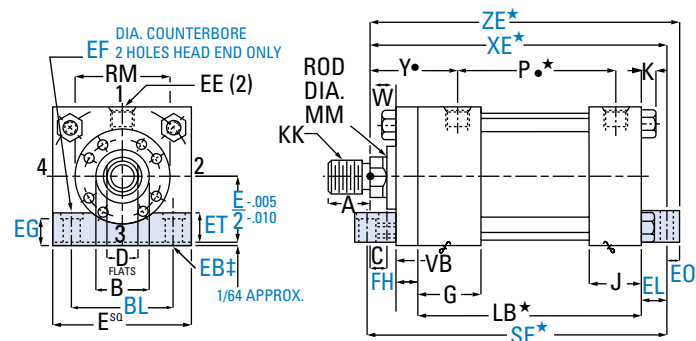 DIA. COUNTERBORE
EF 2 HOLES HEAD END ONLY
RM
EE (2)
1
4
2
3
E -.005
2 -.010
EG
ET
D
FLATS
EB‡
B
BL
1/64 APPROX.
E SQ
ZE★
XE★
Y●
P●★
K
W
ROD
DIA.
MM
KK
A
C
FH
VB
G
J
EO
EL
LB★
SE★